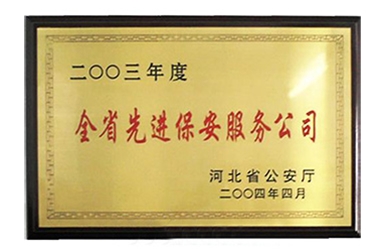 二〇〇三年度
全省先进保安服务公司
河北省公安厅
二〇〇四年四月